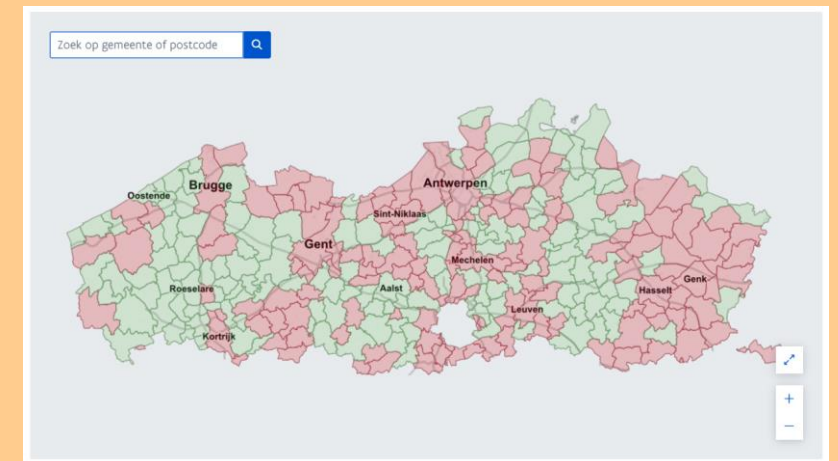 Zoek op gemeente of postcode
Antwerpen
Brugge
Oostende
Sint-Niklaas
Gent
Mechelen
Genk
Roeselare
Aalst
Hasselt
Leuven
Kortrijk
+
−